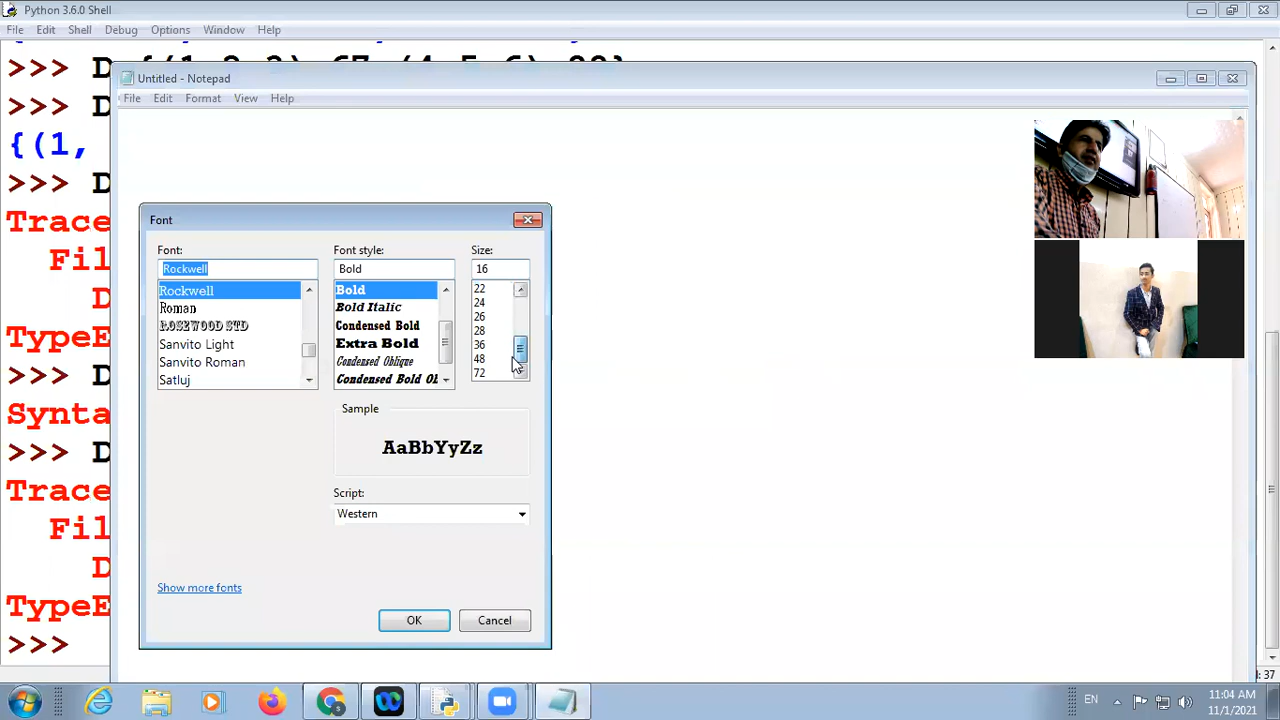 Python 3.6.0 Shell
File Edit Shell Debug Options Window Help
>>> D
>>> D
{(1,
>>> D
Trace
Fil
D
TypeE
>>> D
Synta
>>> D
Trace
Fil
D
TypeE
>>>
Untitled - Notepad
File Edit Format View Help
Font
Font:
Rockwell
Rockwell
Roman
ROSEWOOD STD
Sanvito Light
Sanvito Roman
Satluj
Font style:
Bold
Bold
Bold Italic
Condensed Bold
Extra Bold
Condensed Oblique
Condensed Bold Ob
Size:
16
22
24
26
28
36
48
72
Sample
AaBbYyZz
Script:
Western
Show more fonts
OK Cancel
: 37
EN
11:04 AM
11/1/2021